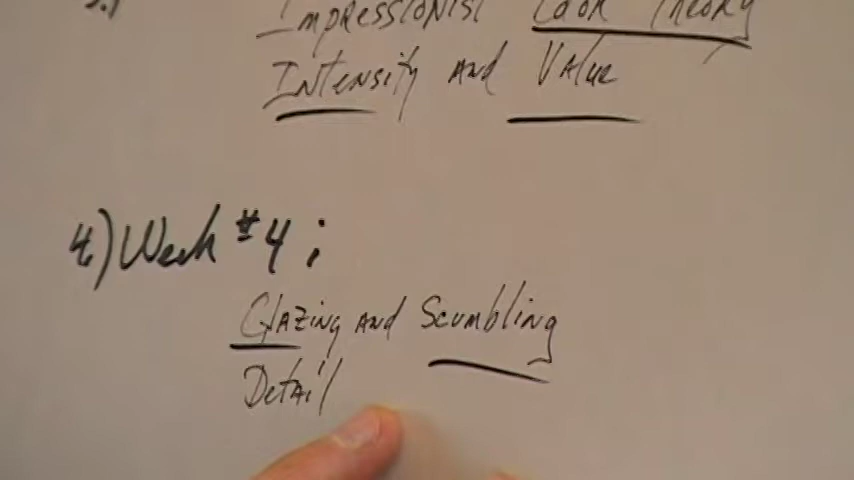 Impressionist Color Theory
Intensity and Value
4) Week #4 ;
Glazing and Scumbling
Detail